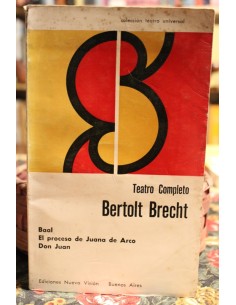 colección teatro universal
Teatro Completo
Bertolt Brecht
Baal
El proceso de Juana de Arco
Don Juan
Ediciones Nueva Visión Buenos Aires